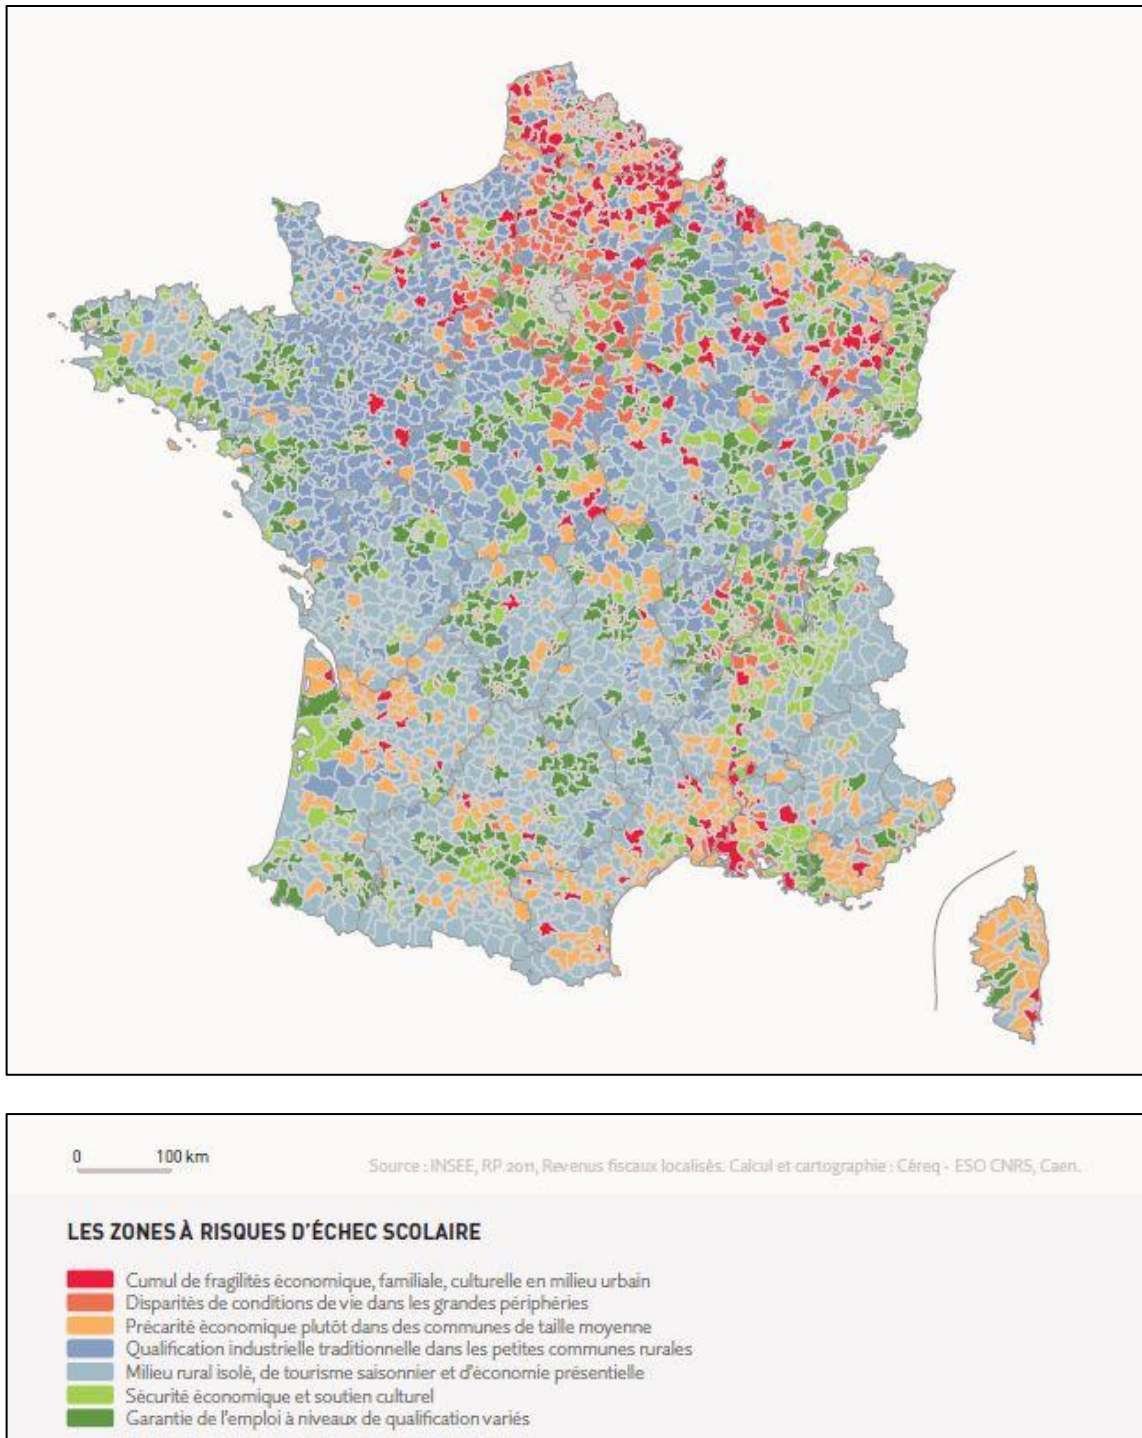 0 100 km
Source : INSEE, RP 2011, Revenus fiscaux localisés. Calcul et cartographie : Céreq - ESO CNRS, Caen.
LES ZONES À RISQUES D'ÉCHEC SCOLAIRE
Cumul de fragilités économique, familiale, culturelle en milieu urbain
Disparités de conditions de vie dans les grandes périphéries
Précarité économique plutôt dans des communes de taille moyenne
Qualification industrielle traditionnelle dans les petites communes rurales
Milieu rural isolé, de tourisme saisonnier et d'économie présentielle
Sécurité économique et soutien culturel
Garantie de l'emploi à niveaux de qualification variés